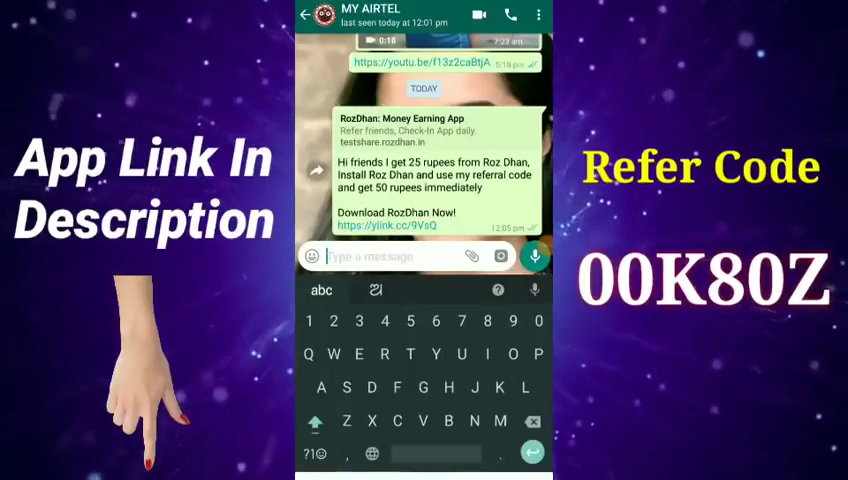 App Link In
Description
MY AIRTEL
last seen today at 12:01 pm
0:18
7:23 am
https://youtu.be/f13z2caBtjA 5:18 pm
TODAY
RozDhan: Money Earning App
Refer friends, Check-In App daily
testshare.rozdhan.in
Hi friends I get 25 rupees from Roz Dhan,
Install Roz Dhan and use my referral code
and get 50 rupees immediately
Download RozDhan Now!
https://ylink.cc/9VsQ
12:05 pm
Type a message
abc ଅ
1 2 3 4 5 6 7 8 9 0
Q W E R T Y U I O P
A S D F G H J K L
Z X C V B N M
?1☺ , .
Refer Code
00K80Z